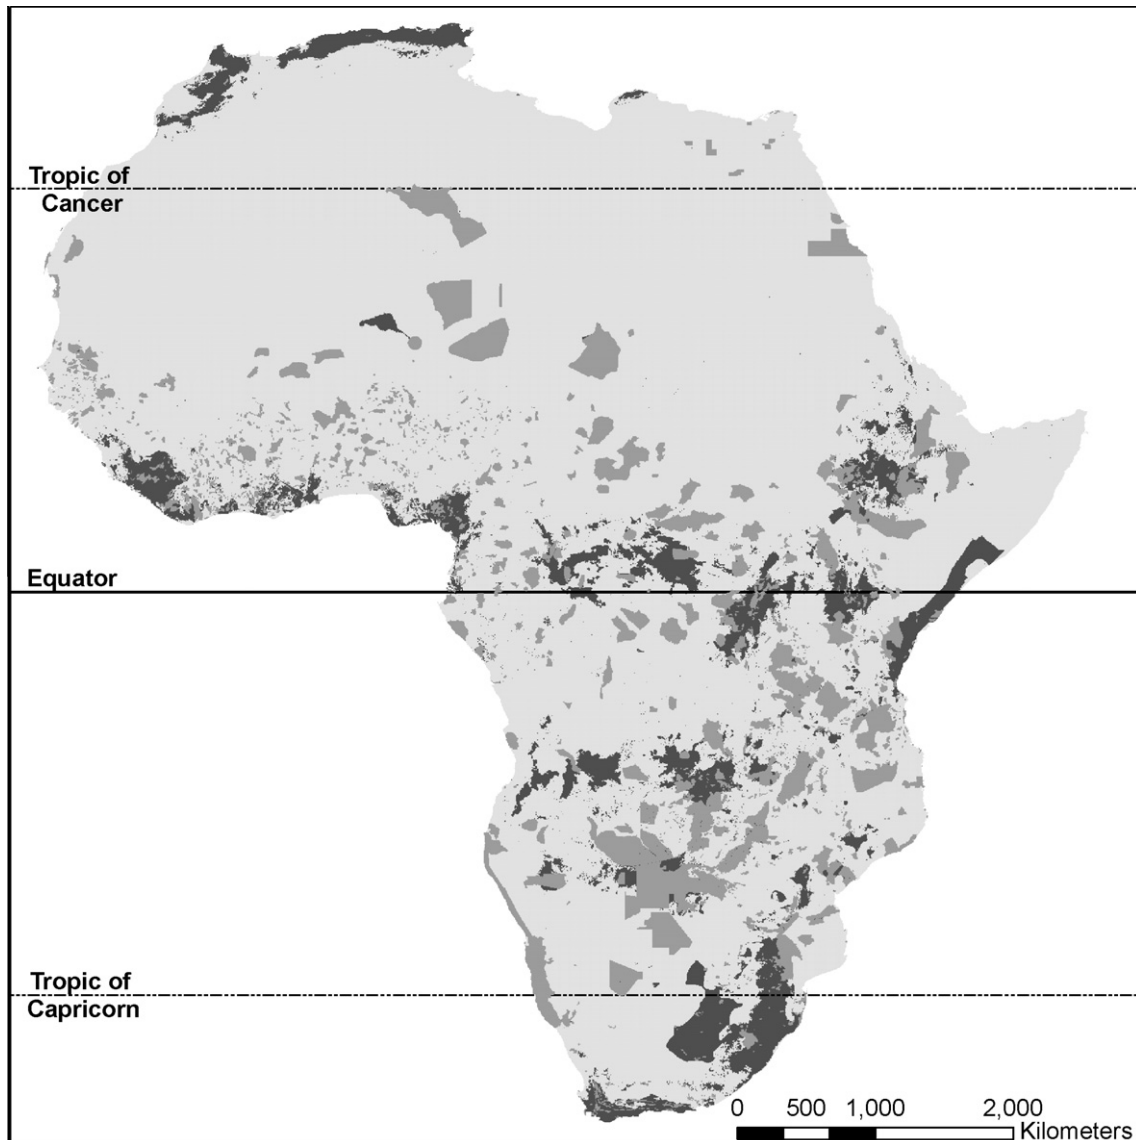 Tropic of
Cancer
Equator
Tropic of
Capricorn
0 500 1,000 2,000
Kilometers